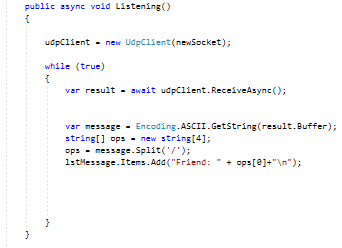 public async void Listening()
{
udpClient = new UdpClient(newSocket);
while (true)
{
var result = await udpClient.ReceiveAsync();
var message = Encoding.ASCII.GetString(result.Buffer);
string[] ops = new string[4];
ops = message.Split('/');
lstMessage.Items.Add("Friend: " + ops[0]+"\n");
}
}